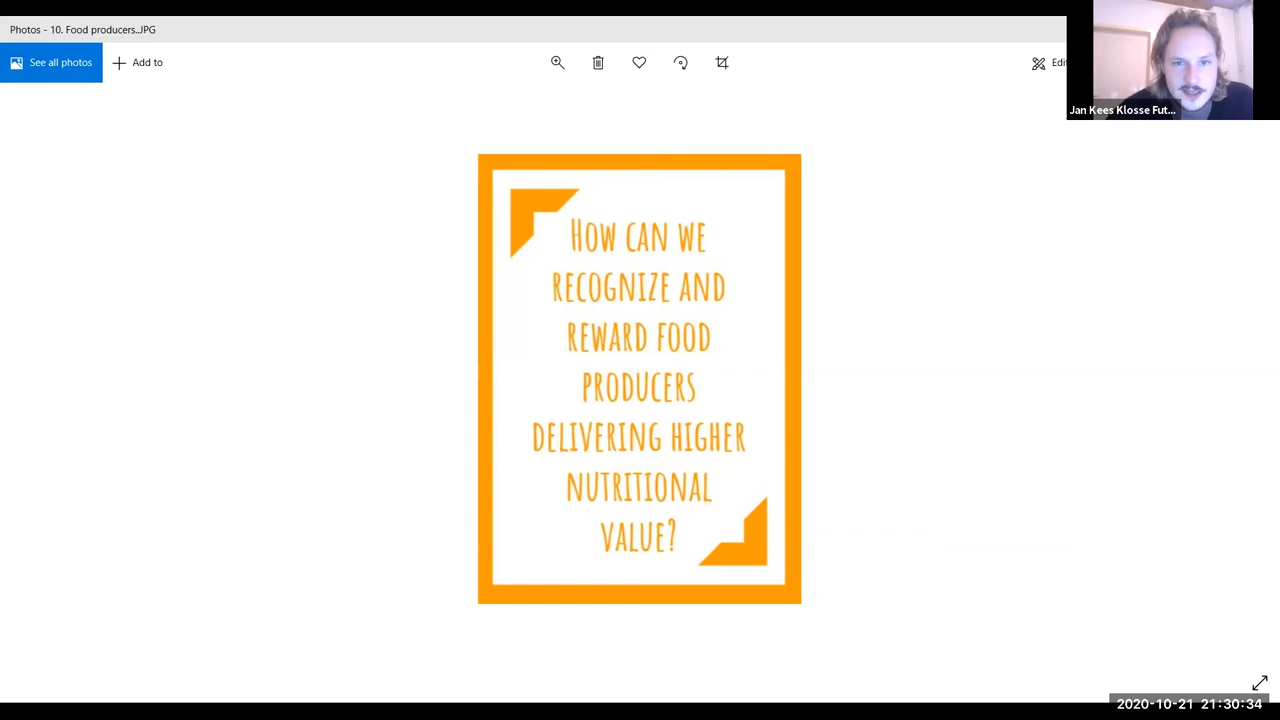 Photos - 10. Food producers..JPG
See all photos
Add to
Edit
Jan Kees Klosse Fut...
How can we
recognize and
reward food
producers
delivering higher
nutritional
value?
2020-10-21 21:30:34